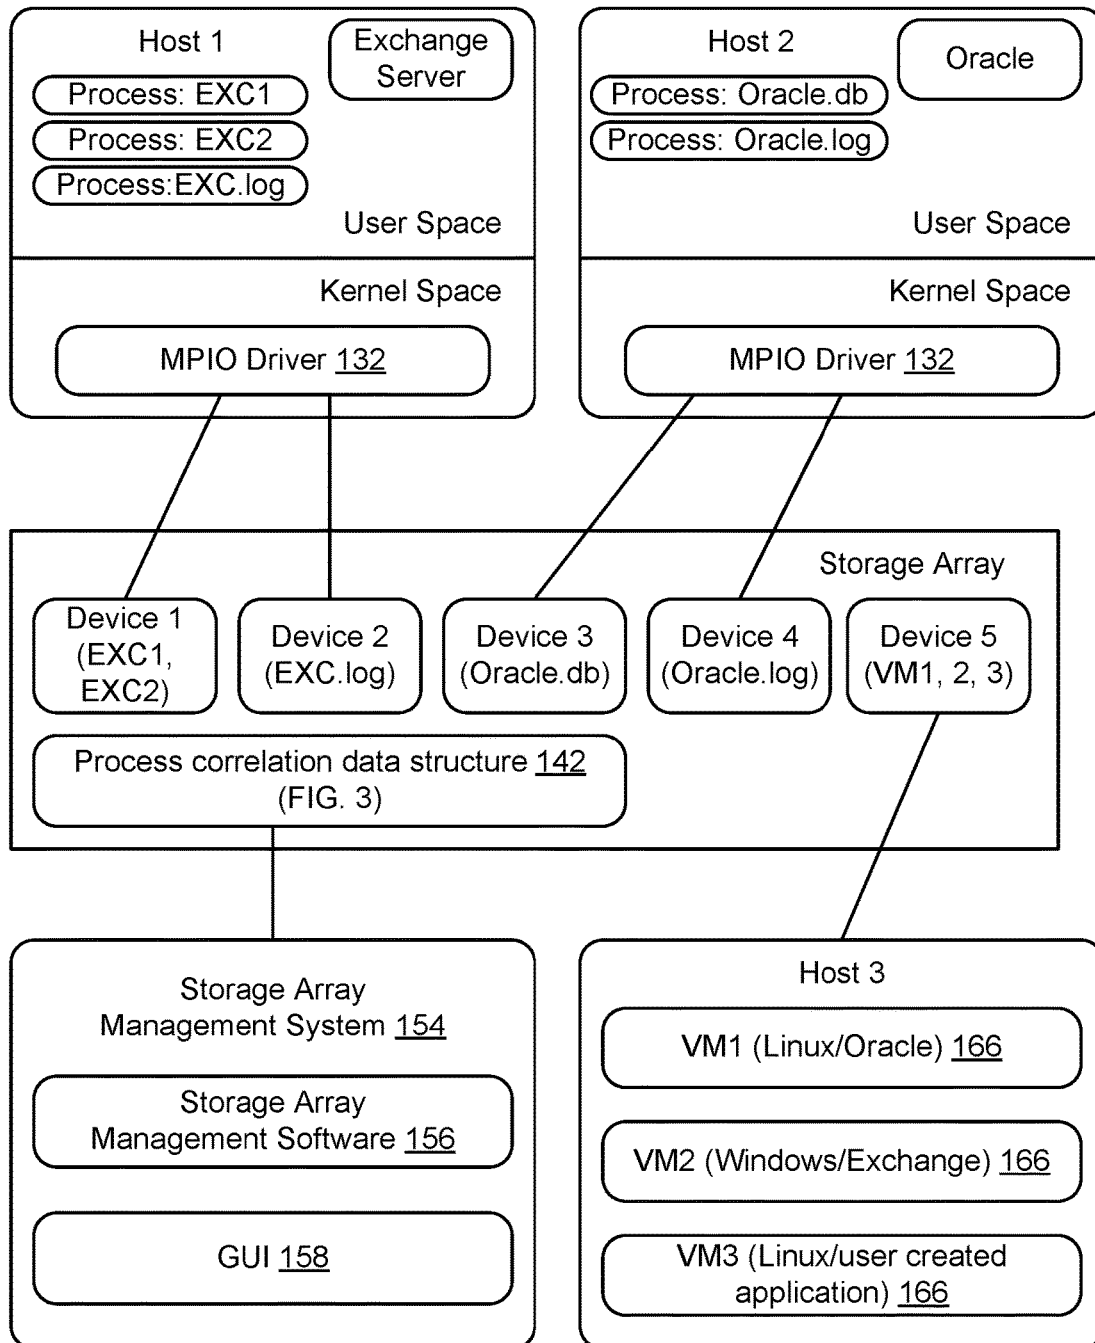 Host 1
Exchange
Server
Process: EXC1
Process: EXC2
Process:EXC.log
User Space
Kernel Space
MPIO Driver 132
Host 2
Oracle
Process: Oracle.db
Process: Oracle.log
User Space
Kernel Space
MPIO Driver 132
Storage Array
Device 1
(EXC1,
EXC2)
Device 2
(EXC.log)
Device 3
(Oracle.db)
Device 4
(Oracle.log)
Device 5
(VM1, 2, 3)
Process correlation data structure 142
(FIG. 3)
Storage Array
Management System 154
Storage Array
Management Software 156
GUI 158
Host 3
VM1 (Linux/Oracle) 166
VM2 (Windows/Exchange) 166
VM3 (Linux/user created
application) 166